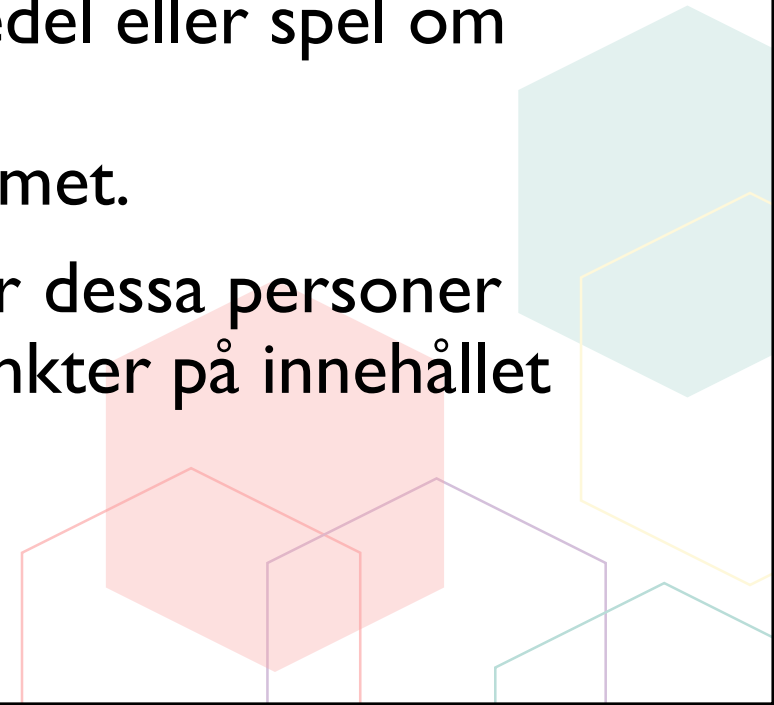 edel eller spel om
met.
r dessa personer
nkter på innehållet